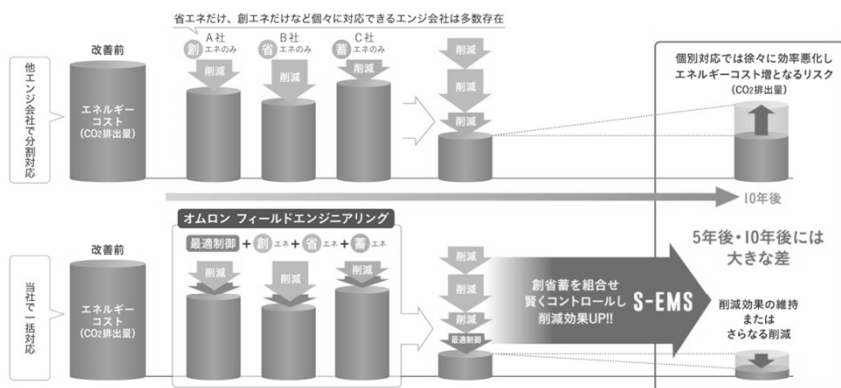 省エネだけ、創エネだけなど個々に対応できるエンジ会社は多数存在
他エンジ会社で分割対応
改善前
エネルギー
コスト
(CO2排出量)
A社
創エネのみ
削減
B社
省エネのみ
削減
C社
蓄エネのみ
削減
削減
削減
削減
個別対応では徐々に効率悪化し
エネルギーコスト増となるリスク
(CO2排出量)
10年後
当社で一括対応
改善前
エネルギー
コスト
(CO2排出量)
オムロン フィールドエンジニアリング
最適制御+創エネ+省エネ+蓄エネ
削減
削減
削減
削減
削減
削減
最適制御
創省蓄を組合せ
賢くコントロールし
削減効果UP!!
S-EMS
5年後・10年後には
大きな差
削減効果の維持
または
さらなる削減